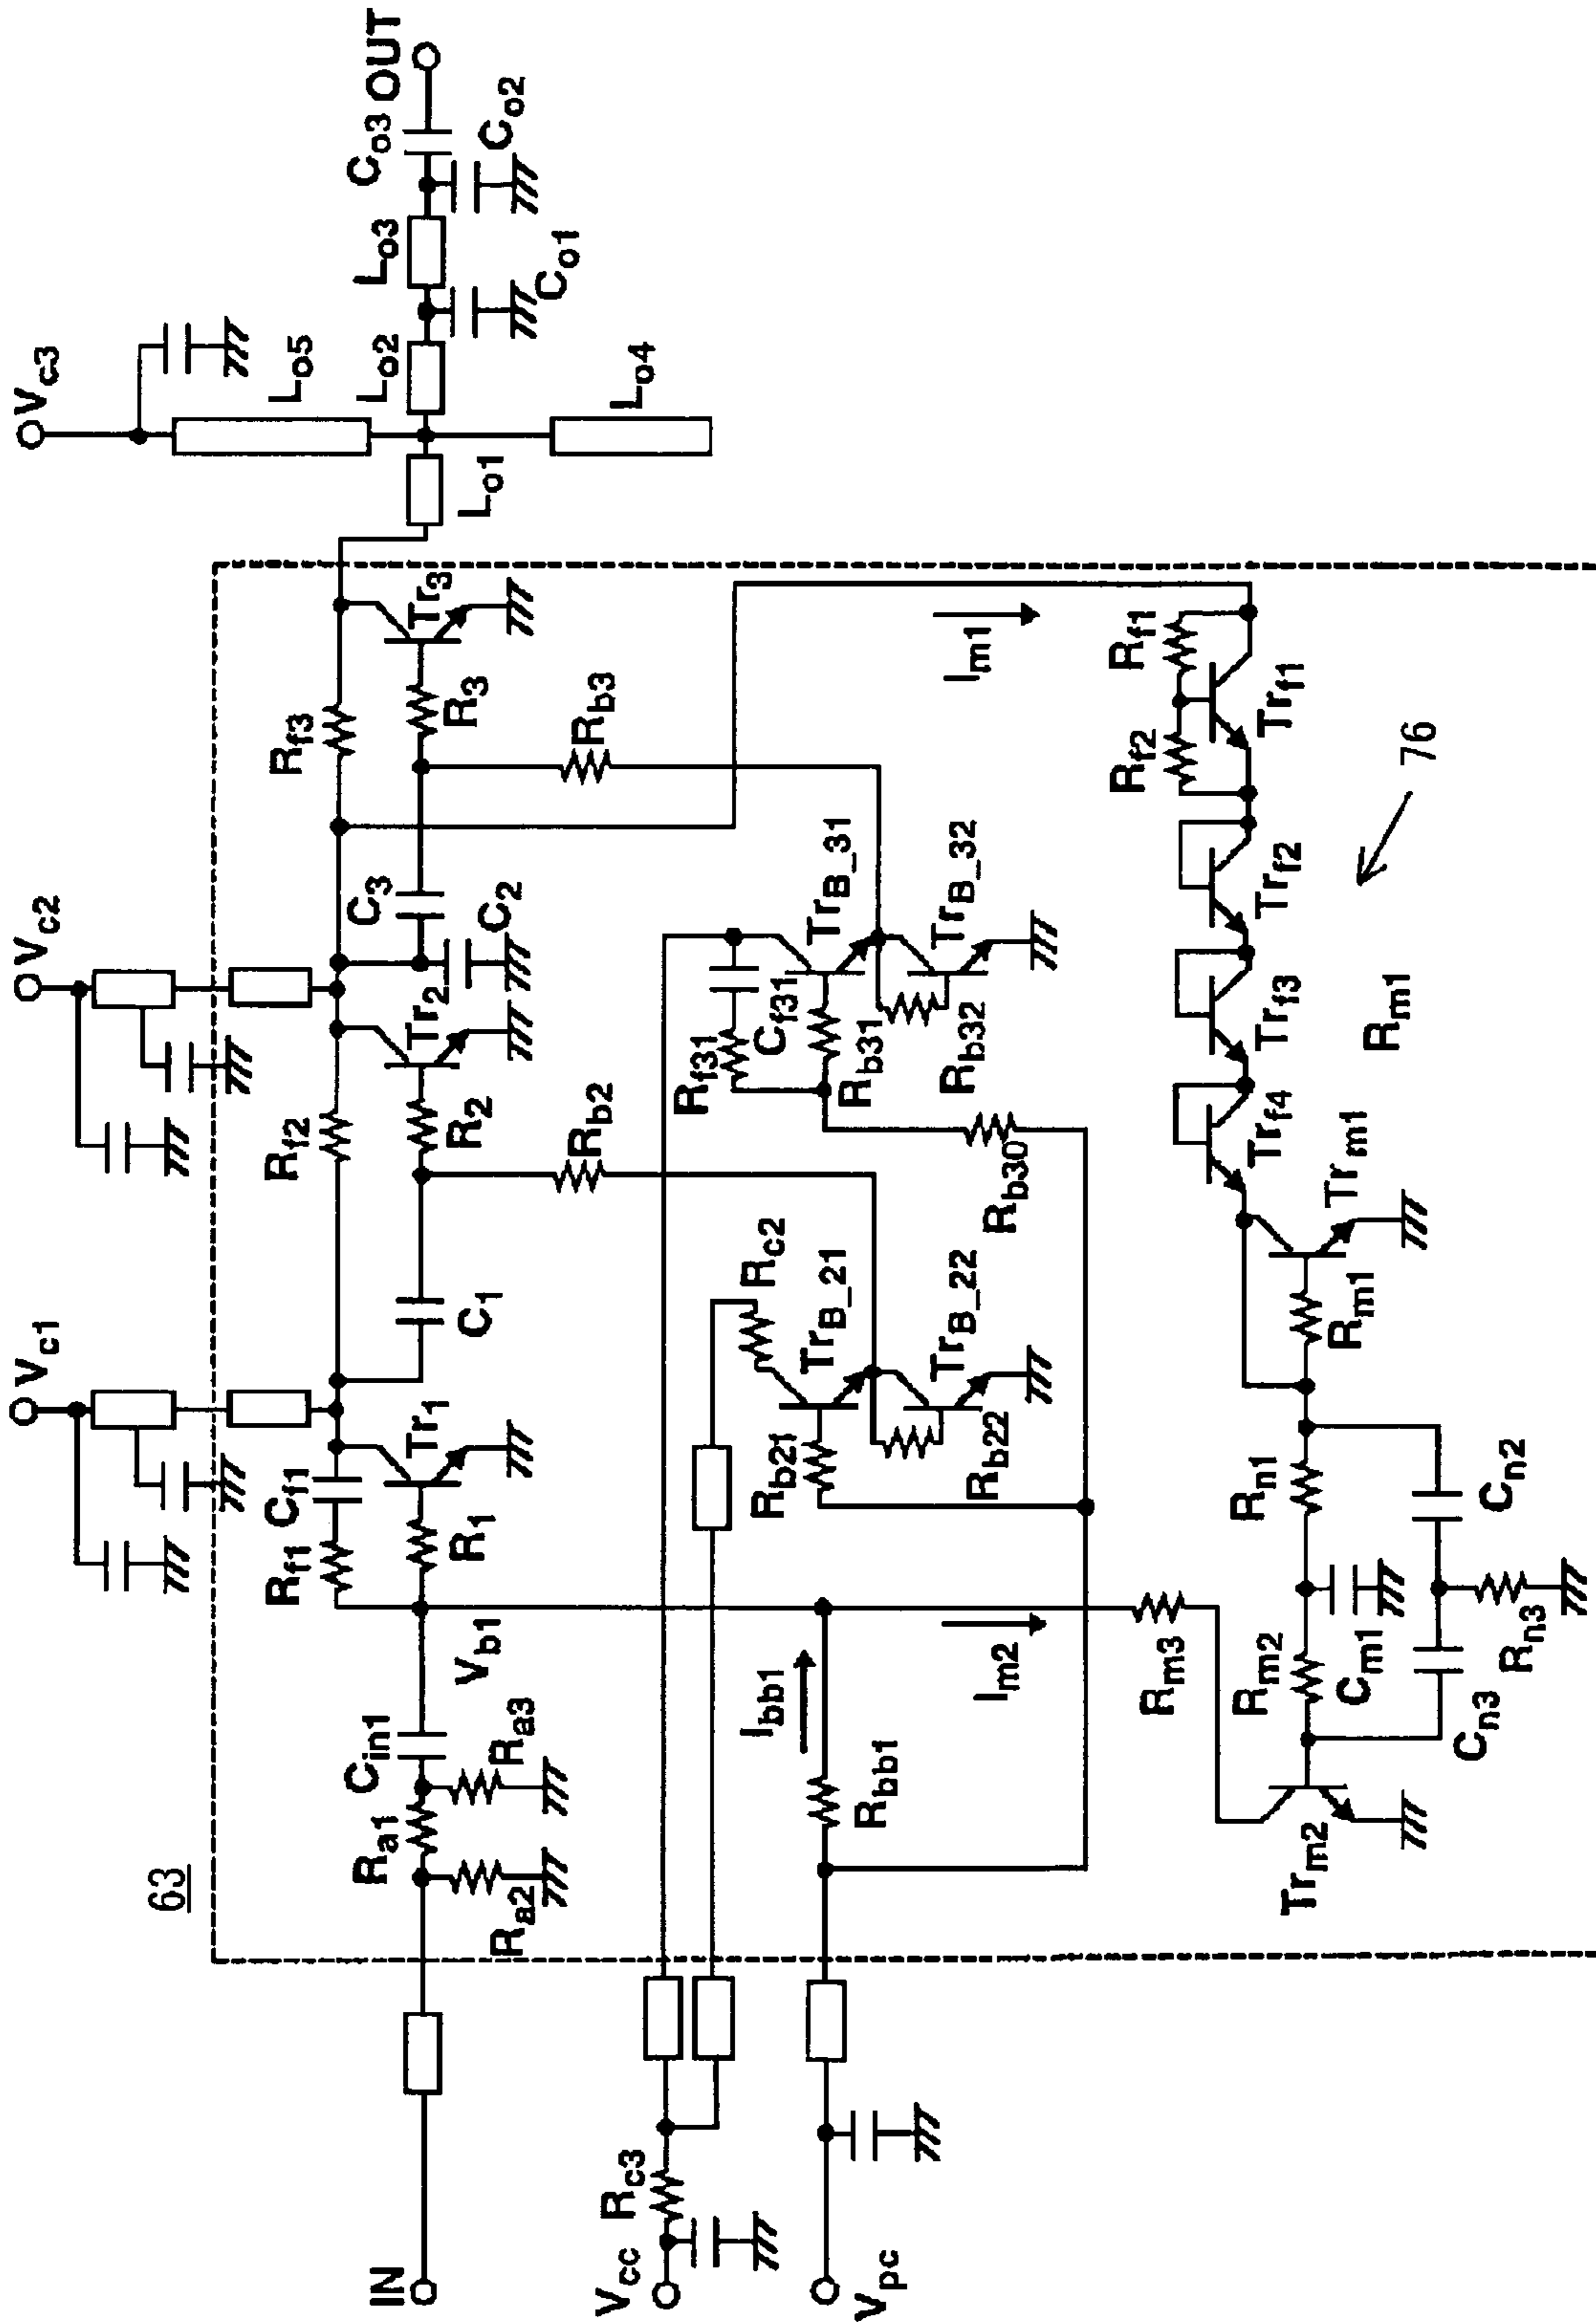 63
IN
Ra2
Ra1
Ra3
Cin1
Vb1
Rf1
Cf1
R1
Tr1
Vc1
C1
Rf2
R2
Tr2
Vc2
C3
C2
Rf3
R3
Tr3
Rb2
Rb3
Lo1
Vc3
Lo5
Lo2
Lo4
Lo3
Co1
Co3
Co2
OUT
Vcc
Rc3
Rc2
Rb21
TrB_21
Rb22
TrB_22
Rf31
Cf31
Rb31
TrB_31
Rb32
TrB_32
Rb30
Vpc
Rbb1
Ibb1
Im2
Im1
Rm3
Trm2
Rm2
Cm1
Cn3
Rn3
Rn1
Cn2
Rm1
Trm1
Trf4
Trf3
Rm1
Trf2
Rf2
Rf1
Trf1
76